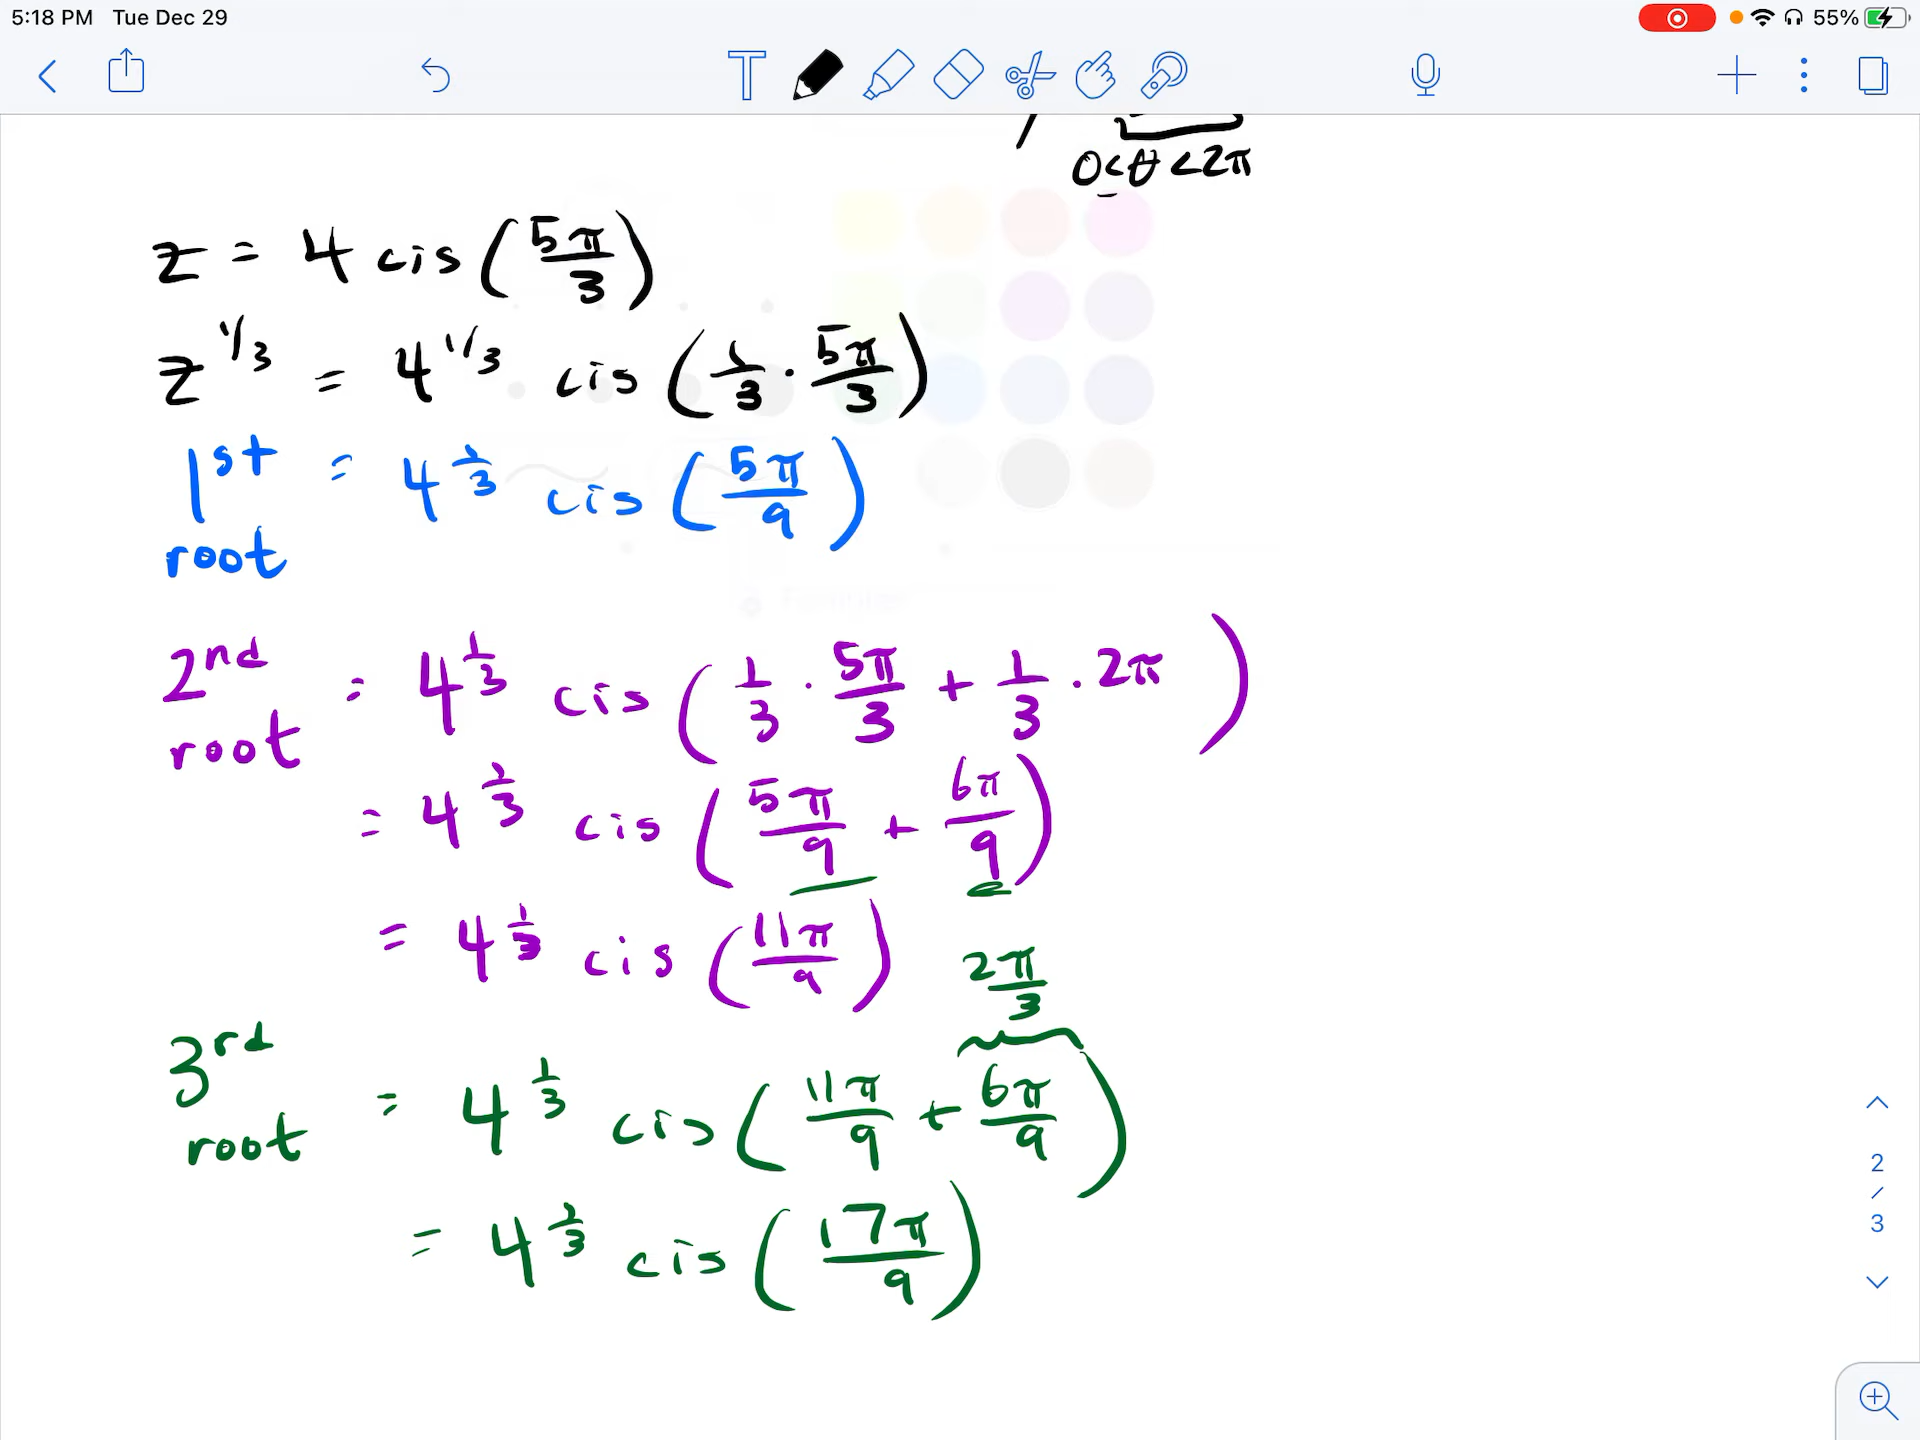 5:18 PM Tue Dec 29
55%
T
0 ≤ θ < 2π
z = 4 cis(5π/3)
z^1/3 = 4^1/3 cis(1/3 · 5π/3)
1st root = 4^1/3 cis(5π/9)
2nd root = 4^1/3 cis(1/3 · 5π/3 + 1/3 · 2π)
= 4^1/3 cis(5π/9 + 6π/9)
= 4^1/3 cis(11π/9)
2π/3
3rd root = 4^1/3 cis(11π/9 + 6π/9)
= 4^1/3 cis(17π/9)
2
/
3